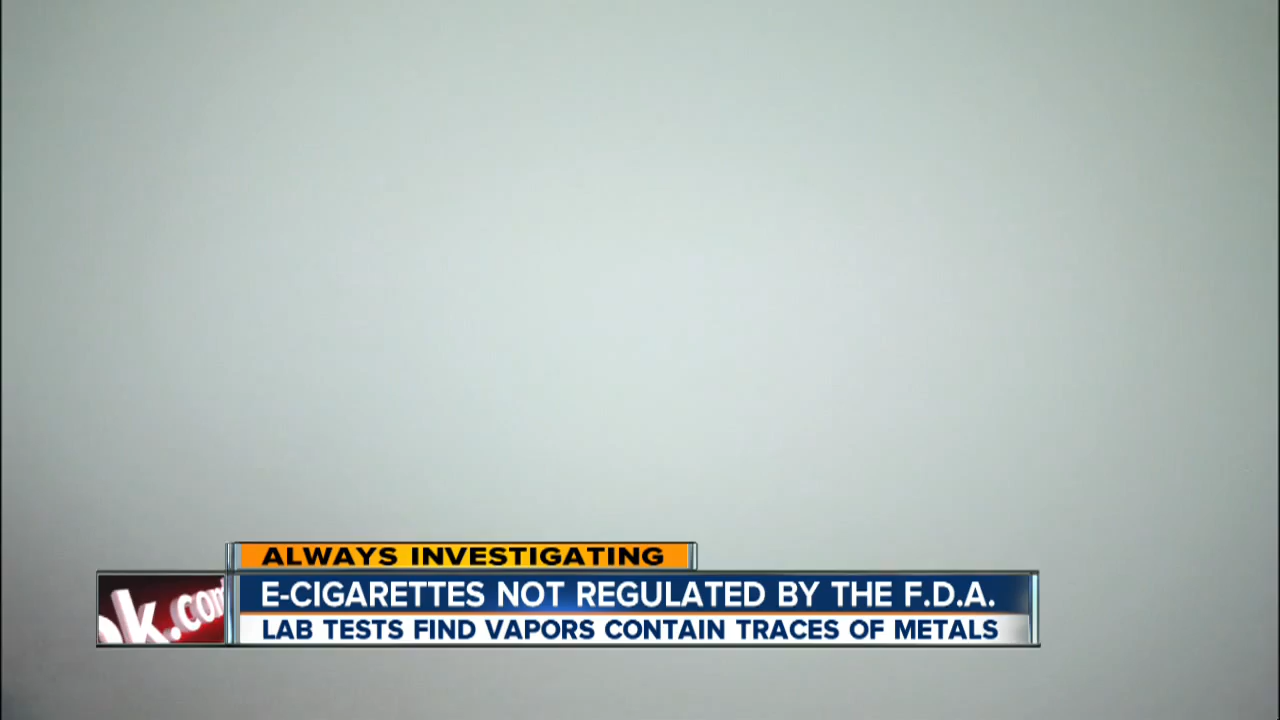 ALWAYS INVESTIGATING
E-CIGARETTES NOT REGULATED BY THE F.D.A.
LAB TESTS FIND VAPORS CONTAIN TRACES OF METALS